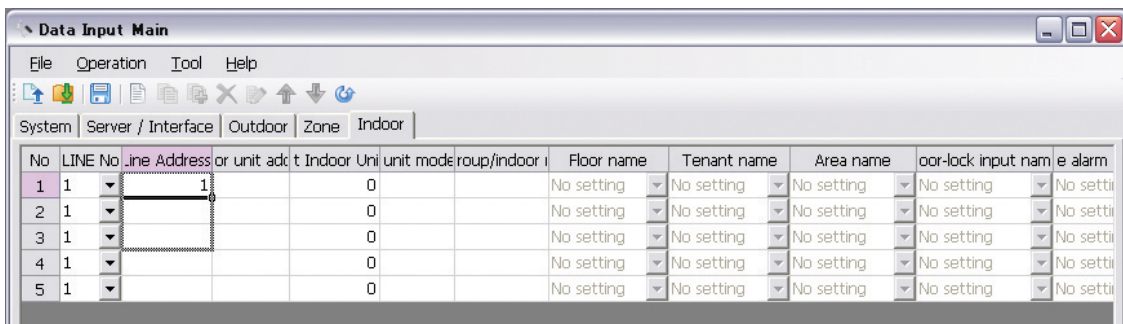 Data Input Main
File Operation Tool Help
System Server / Interface Outdoor Zone Indoor
No LINE No Line Address or unit add t Indoor Uni unit mode roup/indoor Floor name Tenant name Area name oor-lock input nam e alarm
1 1 1 0 No setting No setting No setting No setting No setti
2 1 0 No setting No setting No setting No setting No setti
3 1 0 No setting No setting No setting No setting No setti
4 1 0 No setting No setting No setting No setting No setti
5 1 0 No setting No setting No setting No setting No setti